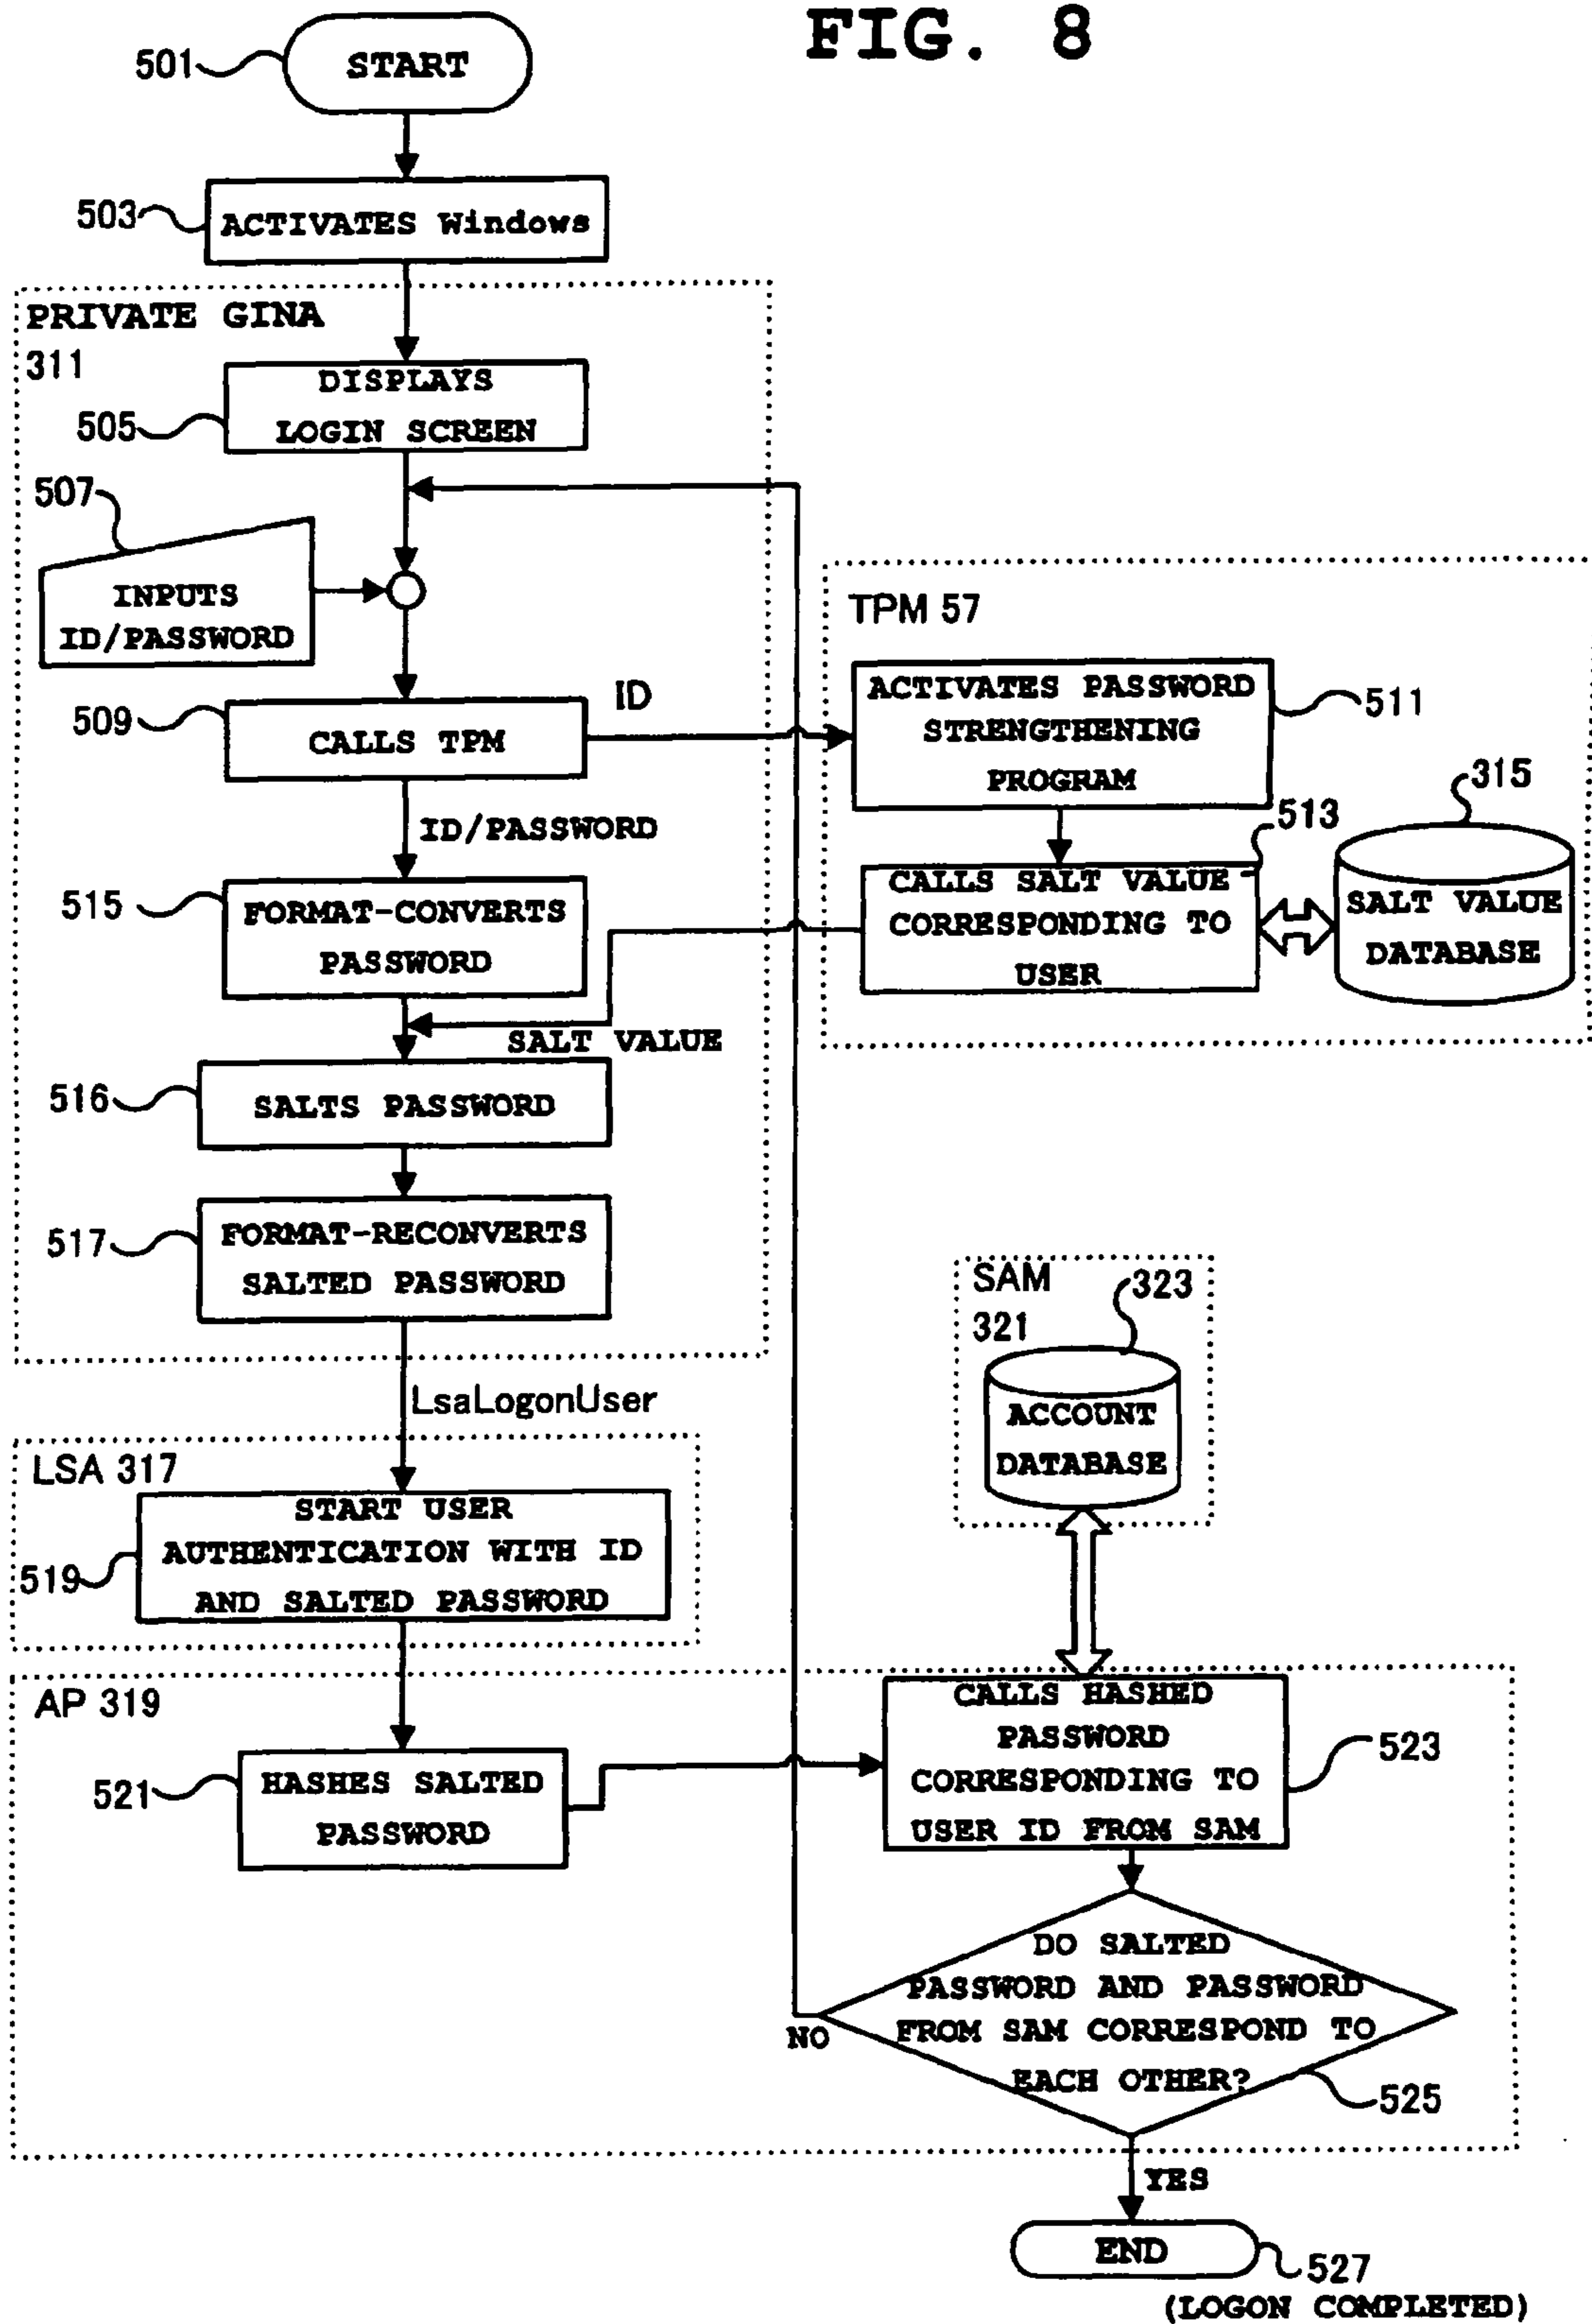 FIG. 8
501
START
503
ACTIVATES Windows
PRIVATE GINA
311
DISPLAYS
LOGIN SCREEN
505
507
INPUTS
ID/PASSWORD
509
CALLS TPM
ID
TPM 57
ACTIVATES PASSWORD
STRENGTHENING
PROGRAM
511
ID/PASSWORD
513
315
515
FORMAT-CONVERTS
PASSWORD
CALLS SALT VALUE
CORRESPONDING TO
USER
SALT VALUE
DATABASE
SALT VALUE
516
SALTS PASSWORD
517
FORMAT-RECONVERTS
SALTED PASSWORD
SAM
321
323
ACCOUNT
DATABASE
LsaLogonUser
LSA 317
START USER
AUTHENTICATION WITH ID
AND SALTED PASSWORD
519
AP 319
521
HASHES SALTED
PASSWORD
CALLS HASHED
PASSWORD
CORRESPONDING TO
USER ID FROM SAM
523
DO SALTED
PASSWORD AND PASSWORD
FROM SAM CORRESPOND TO
EACH OTHER?
NO
525
YES
END
527
(LOGON COMPLETED)